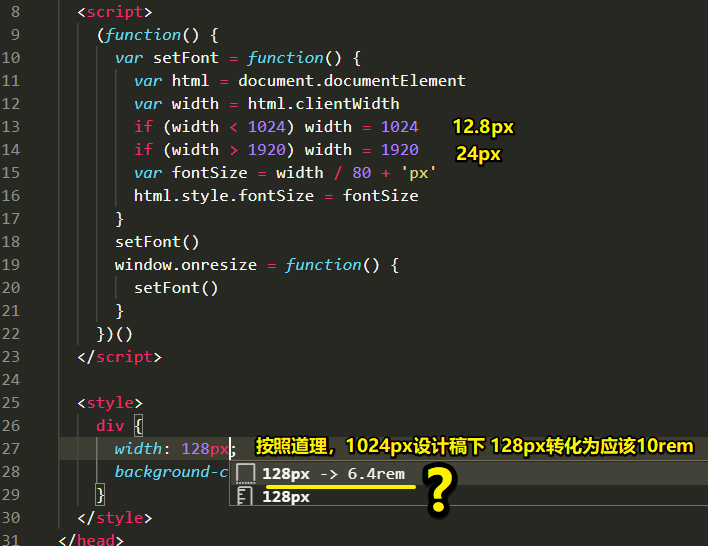 8 <script>
9 (function() {
10 var setFont = function() {
11 var html = document.documentElement
12 var width = html.clientWidth
13 if (width < 1024) width = 1024 12.8px
14 if (width > 1920) width = 1920 24px
15 var fontSize = width / 80 + 'px'
16 html.style.fontSize = fontSize
17 }
18 setFont()
19 window.onresize = function() {
20 setFont()
21 }
22 })()
23 </script>
24
25 <style>
26 div {
27 width: 128px; 按照道理，1024px设计稿下 128px转化为应该10rem
28 background-c 128px -> 6.4rem ?
29 } 128px
30 </style>
31 </head>